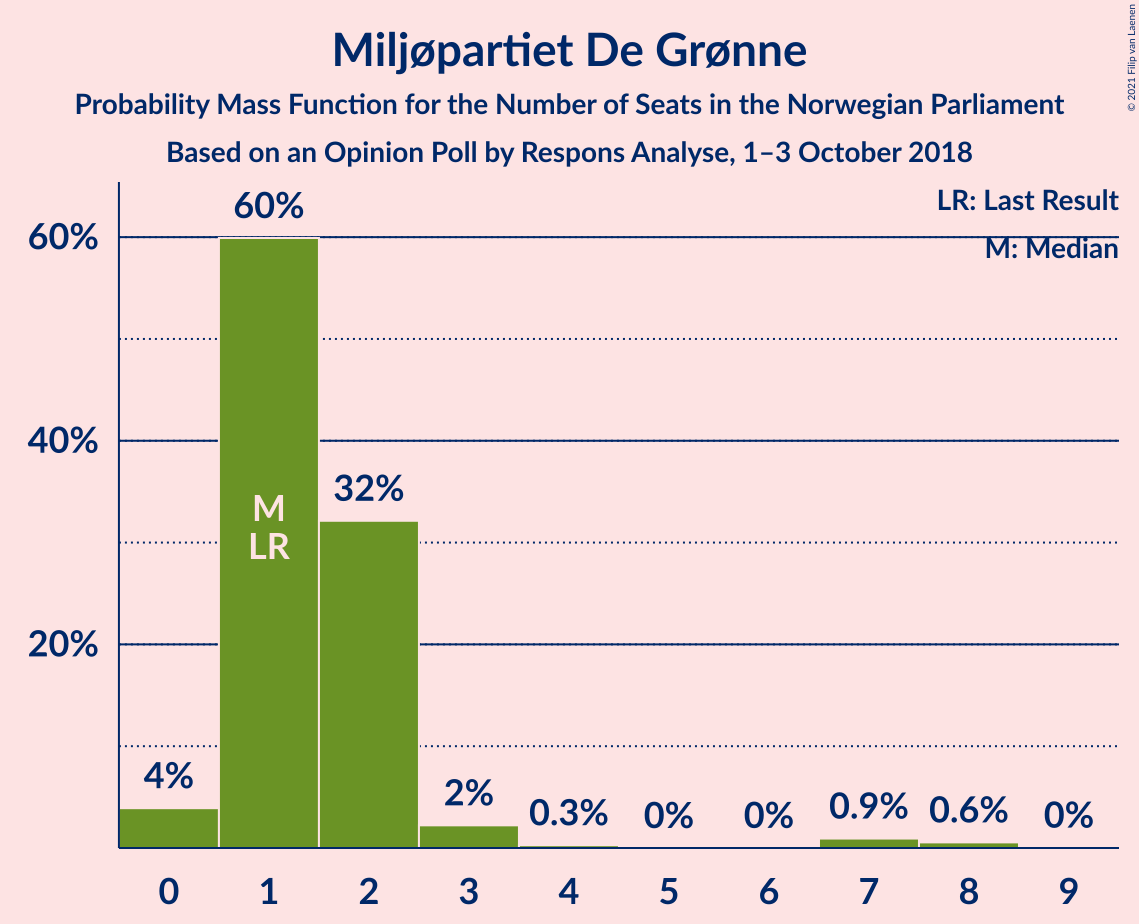 Miljøpartiet De Grønne
Probability Mass Function for the Number of Seats in the Norwegian Parliament
Based on an Opinion Poll by Respons Analyse, 1–3 October 2018
© 2021 Filip van Laenen
LR: Last Result
M: Median
60%
40%
20%
4%
60%
M
LR
32%
2%
0.3%
0%
0%
0.9%
0.6%
0%
0 1 2 3 4 5 6 7 8 9